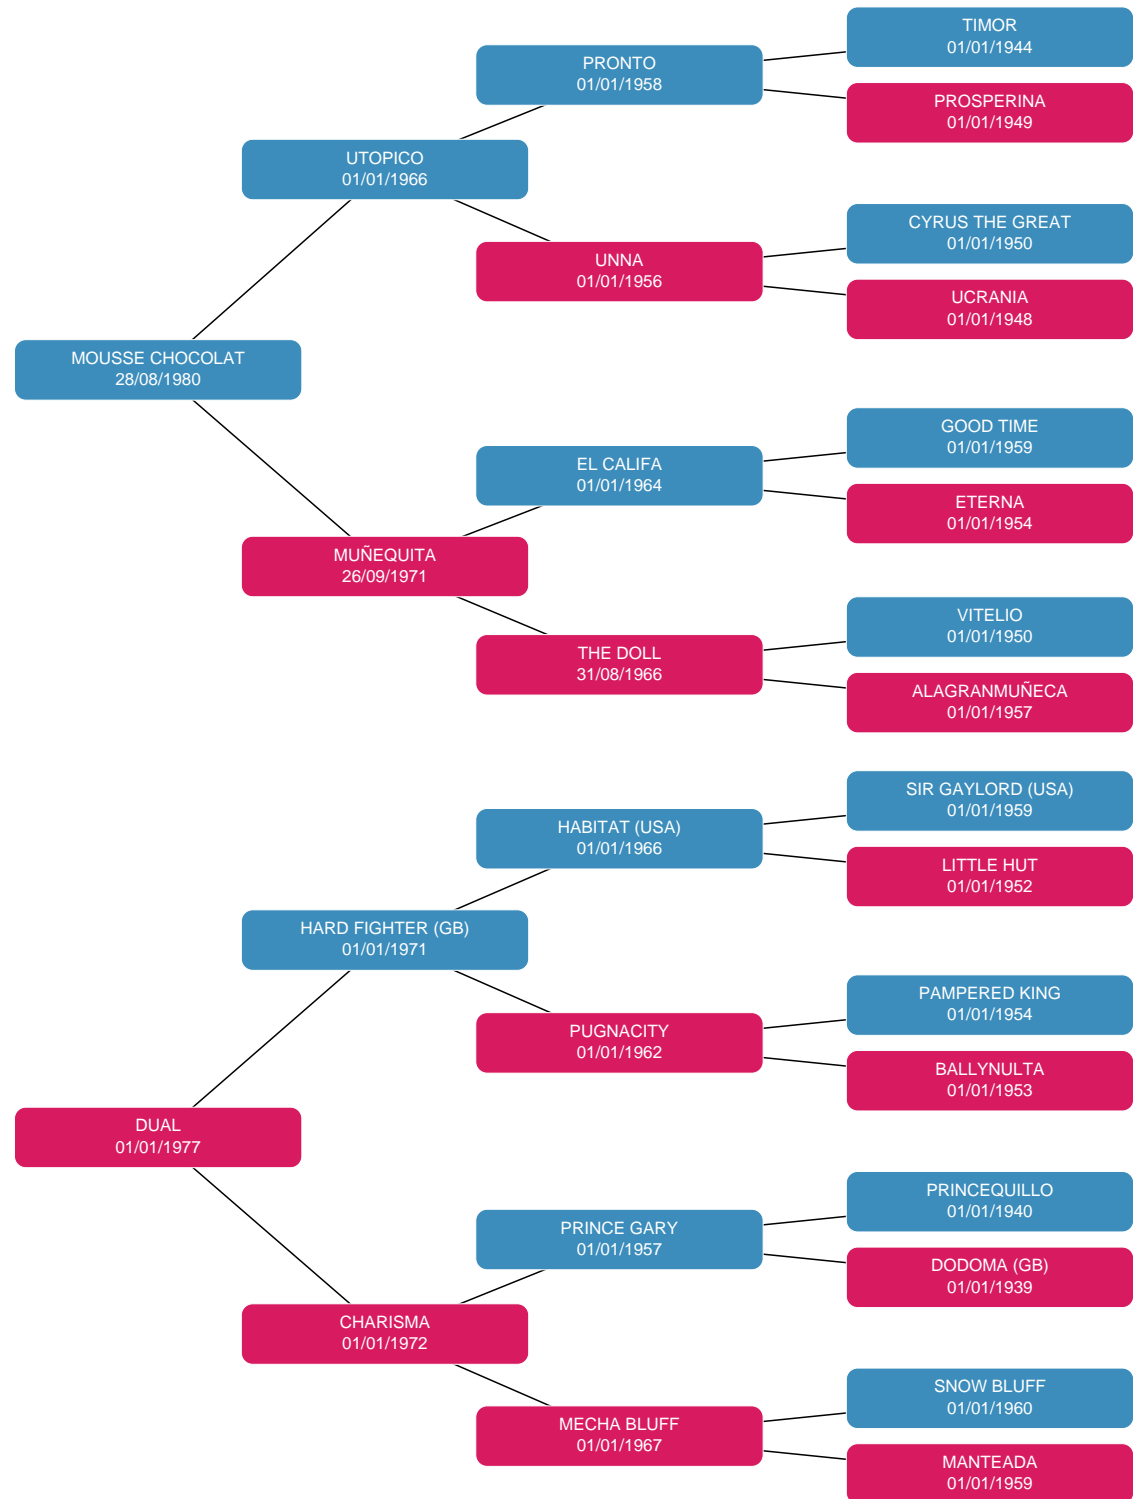 TIMOR
01/01/1944
PRONTO
01/01/1958
PROSPERINA
01/01/1949
UTOPICO
01/01/1966
CYRUS THE GREAT
01/01/1950
UNNA
01/01/1956
UCRANIA
01/01/1948
MOUSSE CHOCOLAT
28/08/1980
GOOD TIME
01/01/1959
EL CALIFA
01/01/1964
ETERNA
01/01/1954
MUÑEQUITA
26/09/1971
VITELIO
01/01/1950
THE DOLL
31/08/1966
ALAGRANMUÑECA
01/01/1957
SIR GAYLORD (USA)
01/01/1959
HABITAT (USA)
01/01/1966
LITTLE HUT
01/01/1952
HARD FIGHTER (GB)
01/01/1971
PAMPERED KING
01/01/1954
PUGNACITY
01/01/1962
BALLYNULTA
01/01/1953
DUAL
01/01/1977
PRINCEQUILLO
01/01/1940
PRINCE GARY
01/01/1957
DODOMA (GB)
01/01/1939
CHARISMA
01/01/1972
SNOW BLUFF
01/01/1960
MECHA BLUFF
01/01/1967
MANTEADA
01/01/1959